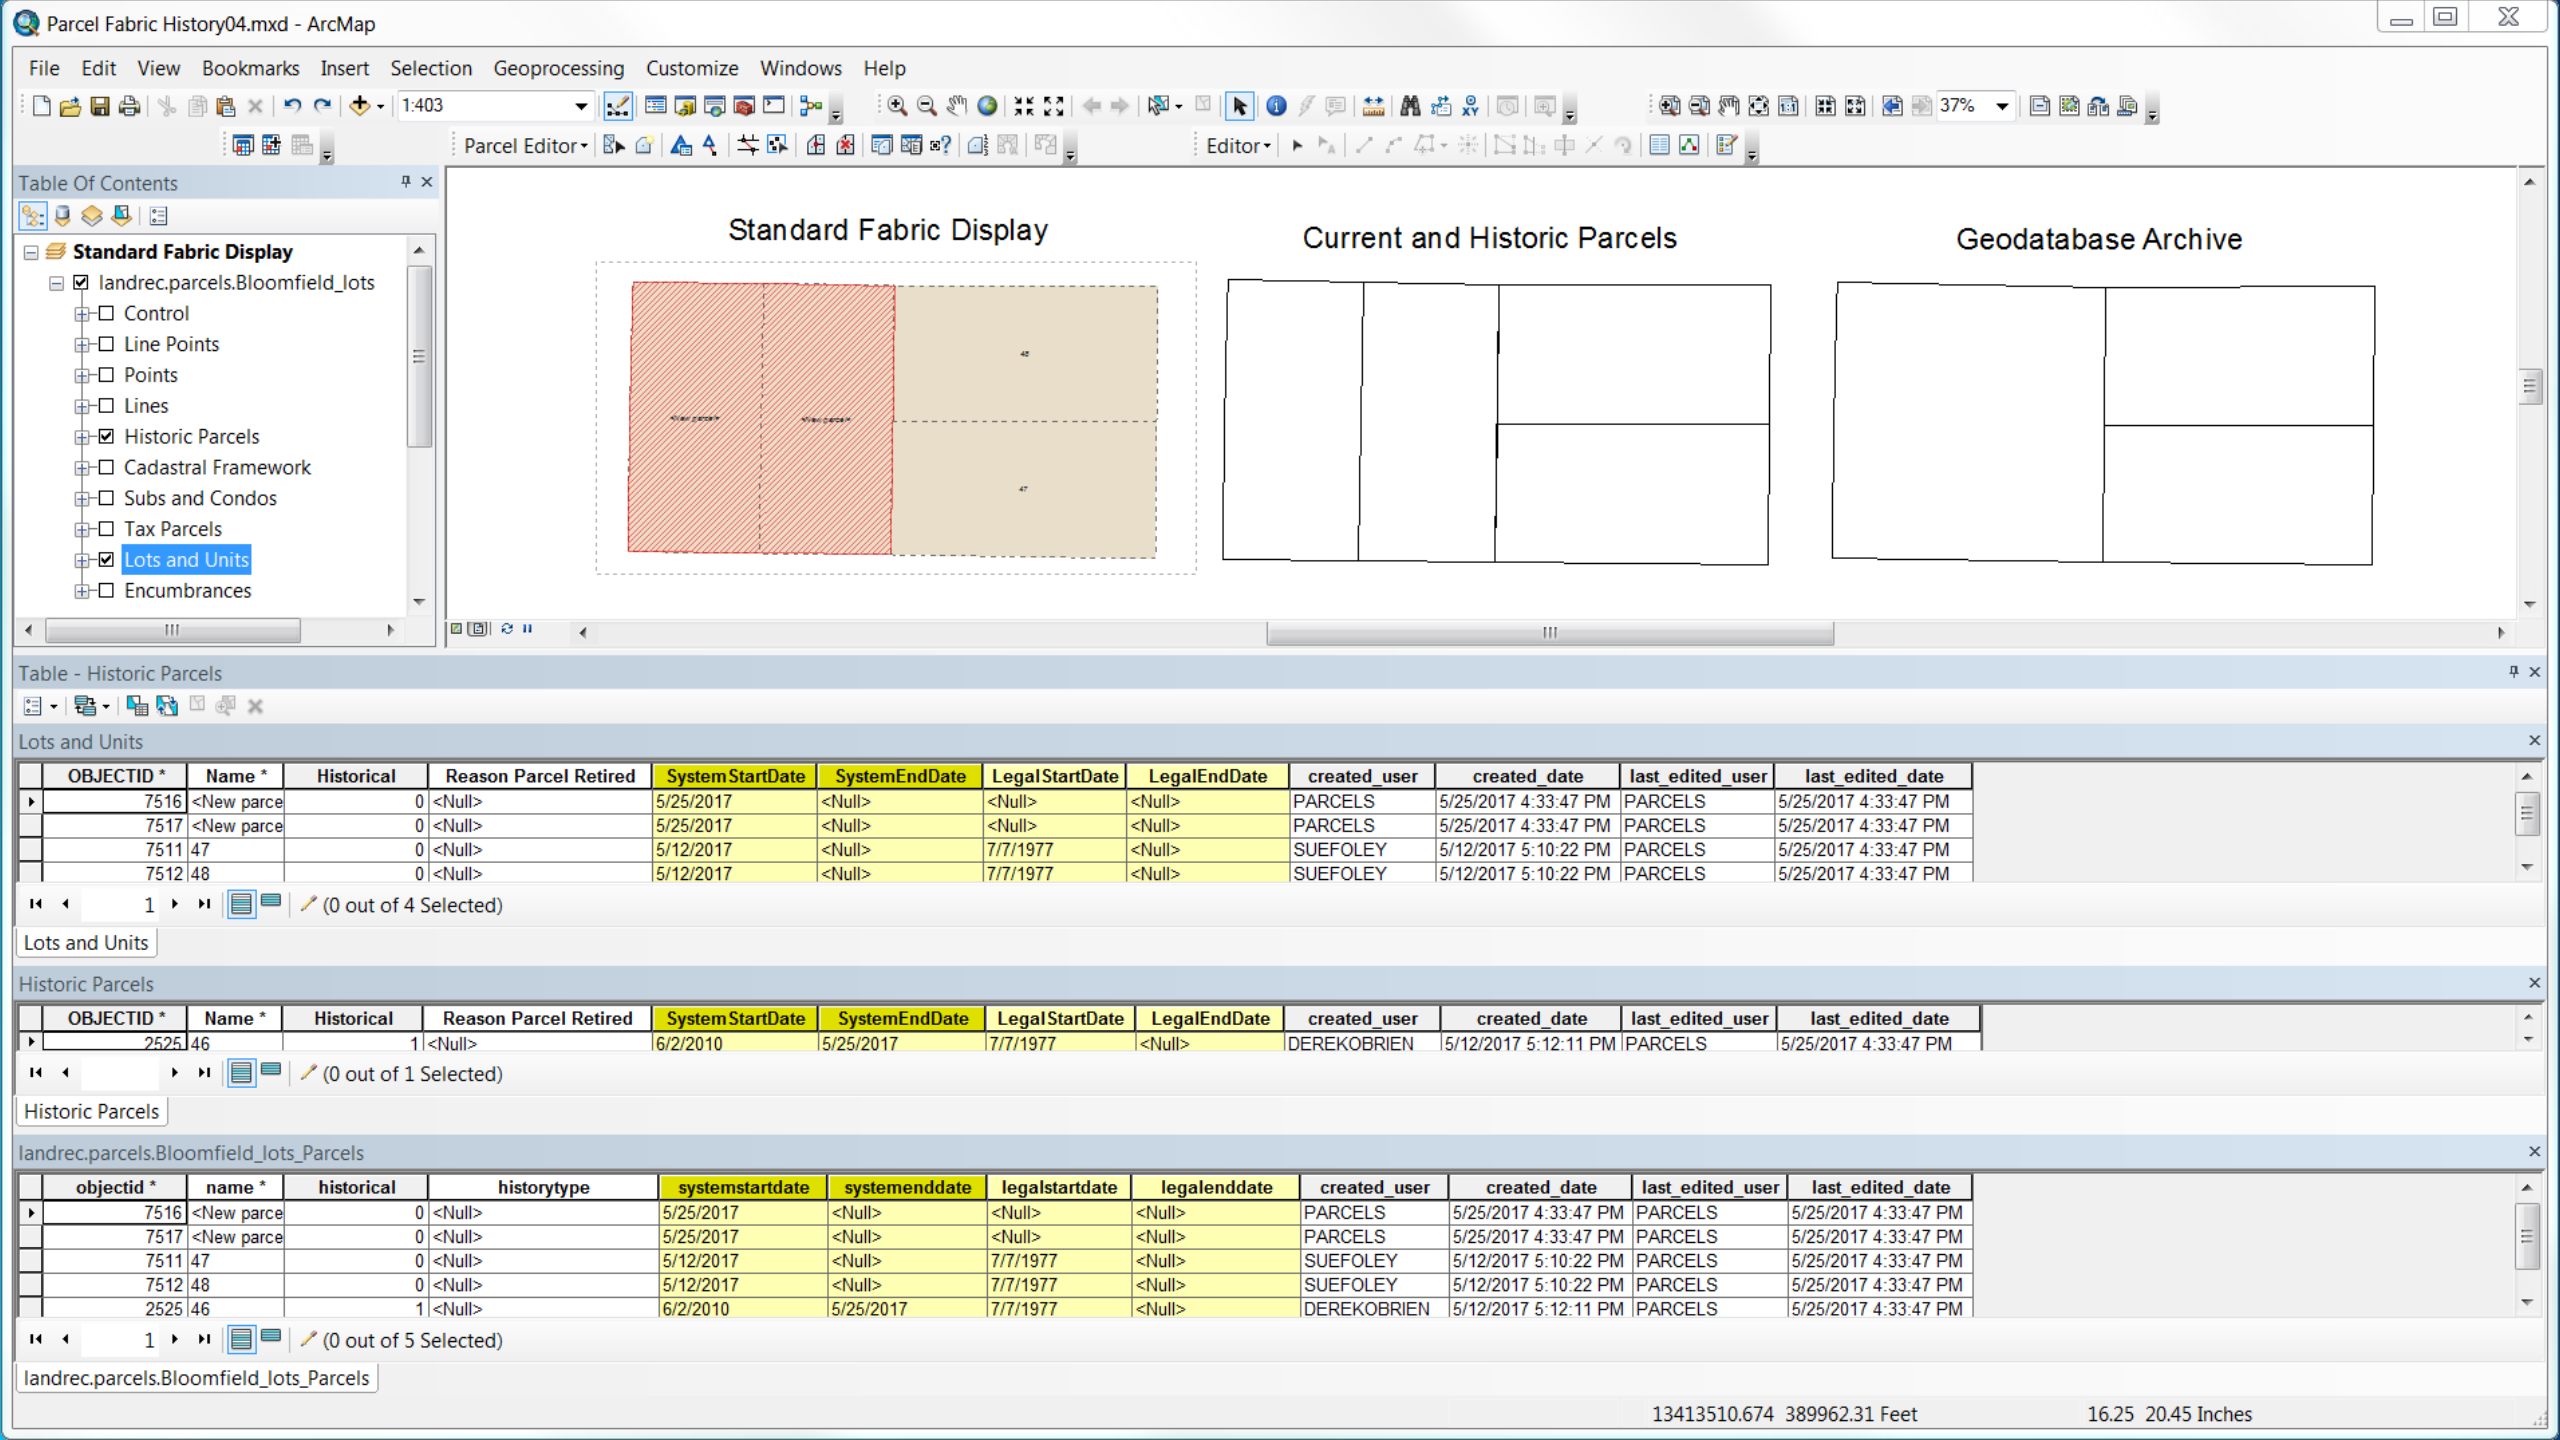 Parcel Fabric History04.mxd - ArcMap
File Edit View Bookmarks Insert Selection Geoprocessing Customize Windows Help
1:403
37%
Parcel Editor
Editor
Table Of Contents
Standard Fabric Display
landrec.parcels.Bloomfield_lots
Control
Line Points
Points
Lines
Historic Parcels
Cadastral Framework
Subs and Condos
Tax Parcels
Lots and Units
Encumbrances
Standard Fabric Display
<New parcel>
<New parcel>
48
47
Current and Historic Parcels
Geodatabase Archive
Table - Historic Parcels
Lots and Units
OBJECTID * Name * Historical Reason Parcel Retired SystemStartDate SystemEndDate LegalStartDate LegalEndDate created_user created_date last_edited_user last_edited_date
7516 <New parce 0 <Null> 5/25/2017 <Null> <Null> <Null> PARCELS 5/25/2017 4:33:47 PM PARCELS 5/25/2017 4:33:47 PM
7517 <New parce 0 <Null> 5/25/2017 <Null> <Null> <Null> PARCELS 5/25/2017 4:33:47 PM PARCELS 5/25/2017 4:33:47 PM
7511 47 0 <Null> 5/12/2017 <Null> 7/7/1977 <Null> SUEFOLEY 5/12/2017 5:10:22 PM PARCELS 5/25/2017 4:33:47 PM
7512 48 0 <Null> 5/12/2017 <Null> 7/7/1977 <Null> SUEFOLEY 5/12/2017 5:10:22 PM PARCELS 5/25/2017 4:33:47 PM
1 (0 out of 4 Selected)
Lots and Units
Historic Parcels
OBJECTID * Name * Historical Reason Parcel Retired SystemStartDate SystemEndDate LegalStartDate LegalEndDate created_user created_date last_edited_user last_edited_date
2525 46 1 <Null> 6/2/2010 5/25/2017 7/7/1977 <Null> DEREKOBRIEN 5/12/2017 5:12:11 PM PARCELS 5/25/2017 4:33:47 PM
(0 out of 1 Selected)
Historic Parcels
landrec.parcels.Bloomfield_lots_Parcels
objectid * name * historical historytype systemstartdate systemenddate legalstartdate legalenddate created_user created_date last_edited_user last_edited_date
7516 <New parce 0 <Null> 5/25/2017 <Null> <Null> <Null> PARCELS 5/25/2017 4:33:47 PM PARCELS 5/25/2017 4:33:47 PM
7517 <New parce 0 <Null> 5/25/2017 <Null> <Null> <Null> PARCELS 5/25/2017 4:33:47 PM PARCELS 5/25/2017 4:33:47 PM
7511 47 0 <Null> 5/12/2017 <Null> 7/7/1977 <Null> SUEFOLEY 5/12/2017 5:10:22 PM PARCELS 5/25/2017 4:33:47 PM
7512 48 0 <Null> 5/12/2017 <Null> 7/7/1977 <Null> SUEFOLEY 5/12/2017 5:10:22 PM PARCELS 5/25/2017 4:33:47 PM
2525 46 1 <Null> 6/2/2010 5/25/2017 7/7/1977 <Null> DEREKOBRIEN 5/12/2017 5:12:11 PM PARCELS 5/25/2017 4:33:47 PM
1 (0 out of 5 Selected)
landrec.parcels.Bloomfield_lots_Parcels
13413510.674 389962.31 Feet 16.25 20.45 Inches